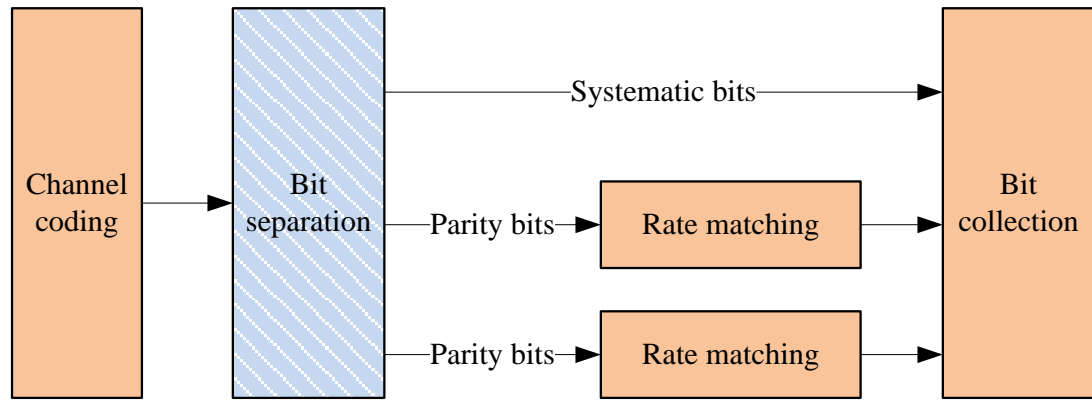 Channel
coding
Bit
separation
Systematic bits
Parity bits
Rate matching
Parity bits
Rate matching
Bit
collection